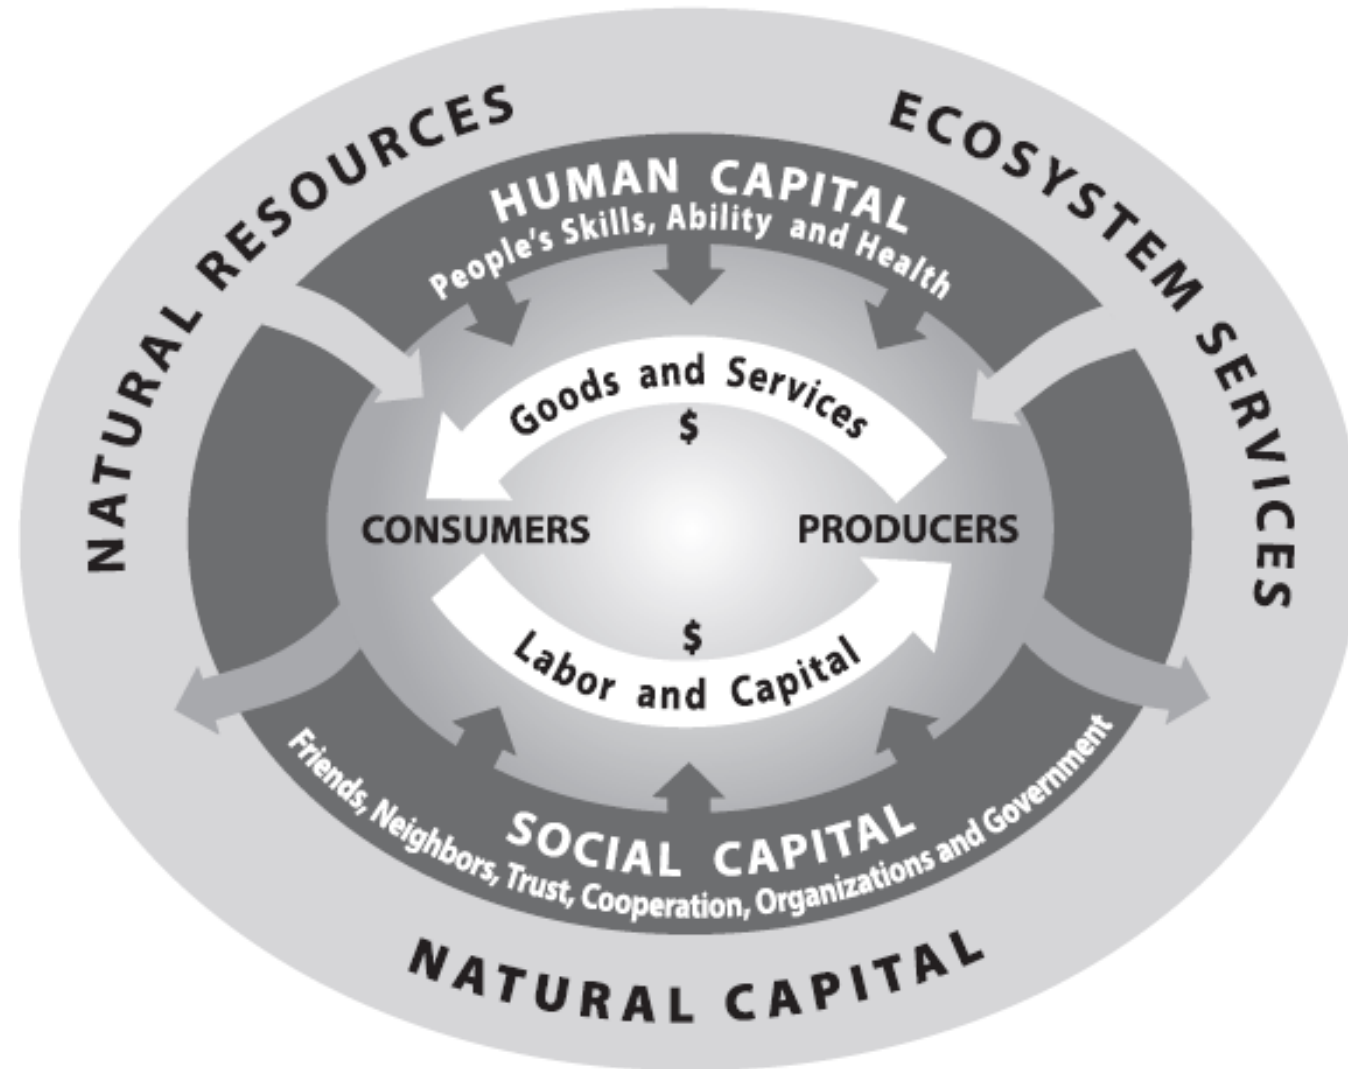 NATURAL RESOURCES
ECOSYSTEM SERVICES
HUMAN CAPITAL
People's Skills, Ability and Health
Goods and Services
$
CONSUMERS
PRODUCERS
$
Labor and Capital
SOCIAL CAPITAL
Friends, Neighbors, Trust, Cooperation, Organizations and Government
NATURAL CAPITAL